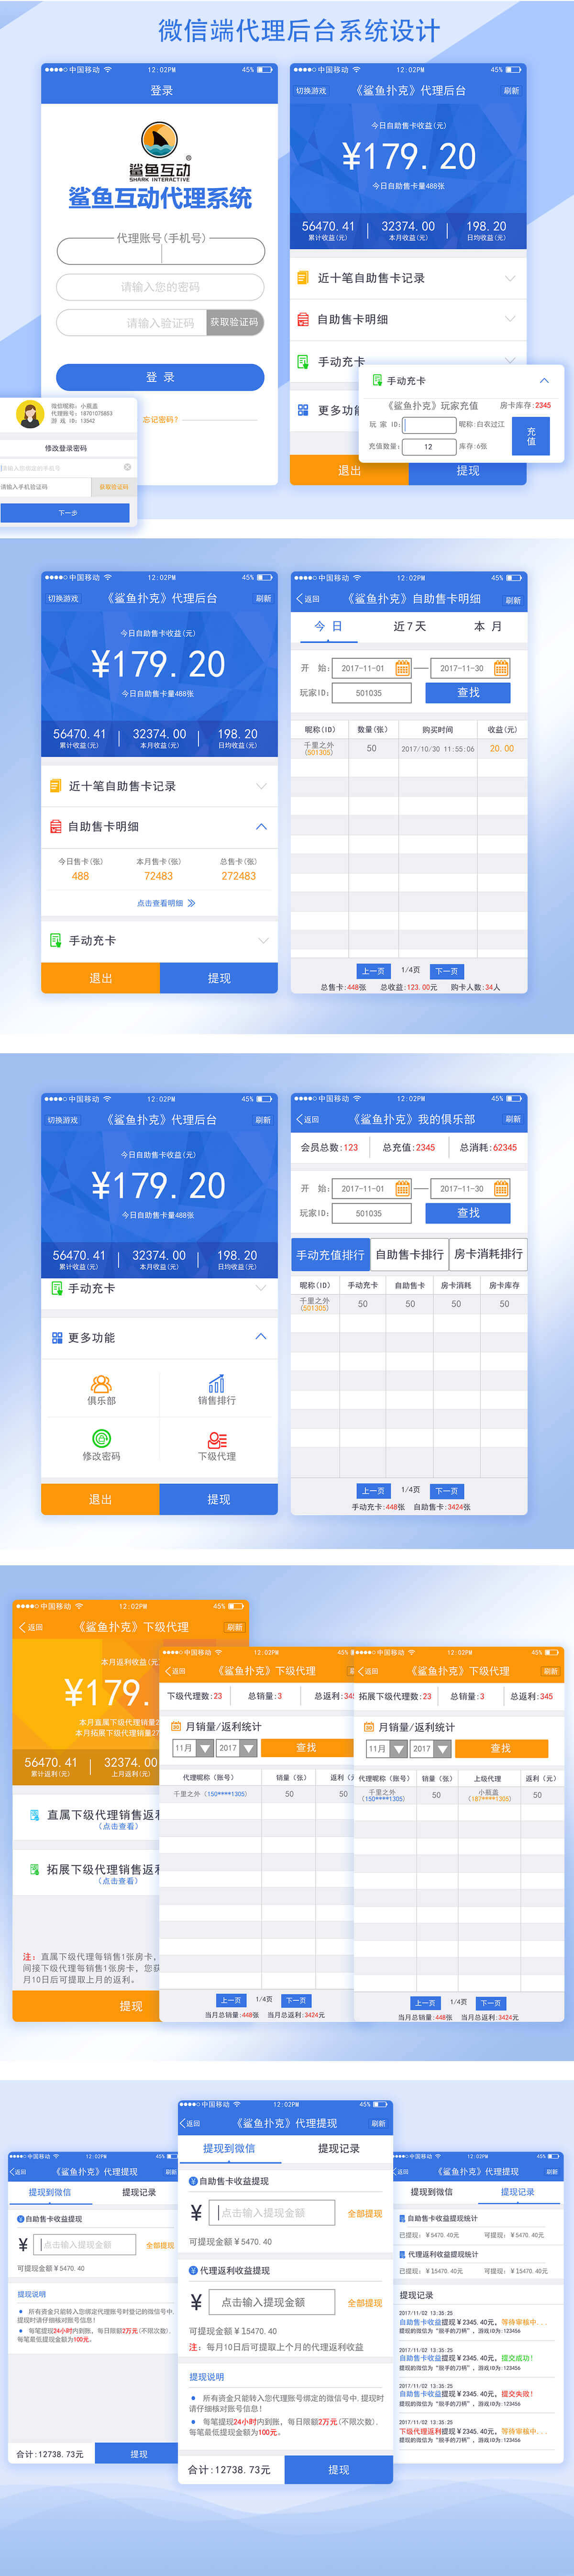 微信端代理后台系统设计
中国移动 12:02PM 45%
登录
鲨鱼互动
SHARK INTERACTIVE
鲨鱼互动代理系统
代理账号(手机号)
请输入您的密码
请输入验证码 获取验证码
登 录
忘记密码?
微信昵称:小瓶盖
代理账号:18701075863
游 戏 ID: 13542
修改登录密码
请输入手机验证码 获取验证码
下一步
中国移动 12:02PM 45%
切换游戏 《鲨鱼扑克》代理后台 刷新
今日自助售卡收益(元)
¥179.20
今日自助售卡量488张
56470.41 32374.00 198.20
累计收益(元) 本月收益(元) 日均收益(元)
近十笔自助售卡记录
自助售卡明细
手动充卡
更多功能
退出 提现
手动充卡
《鲨鱼扑克》玩家充值 房卡库存:2345
玩 家 ID: 昵称:白衣过江
充值数量: 12 库存:6张
充值
中国移动 12:02PM 45%
切换游戏 《鲨鱼扑克》代理后台 刷新
今日自助售卡收益(元)
¥179.20
今日自助售卡量488张
56470.41 32374.00 198.20
累计收益(元) 本月收益(元) 日均收益(元)
近十笔自助售卡记录
自助售卡明细
今日售卡(张) 本月售卡(张) 总售卡(张)
488 72483 272483
点击查看明细
手动充卡
退出 提现
中国移动 12:02PM 45%
返回 《鲨鱼扑克》自助售卡明细 刷新
今 日 近7天 本 月
开 始: 2017-11-01 — 2017-11-30
玩家ID: 501035 查找
昵称(ID) 数量(张) 购买时间 收益(元)
千里之外 50 2017/10/30 11:55:06 20.00
(501305)
上一页 1/4页 下一页
总售卡:448张 总收益:123.00元 购卡人数:34人
中国移动 12:02PM 45%
切换游戏 《鲨鱼扑克》代理后台 刷新
今日自助售卡收益(元)
¥179.20
今日自助售卡量488张
56470.41 32374.00 198.20
累计收益(元) 本月收益(元) 日均收益(元)
手动充卡
更多功能
俱乐部 销售排行
修改密码 下级代理
退出 提现
中国移动 12:02PM 45%
返回 《鲨鱼扑克》我的俱乐部 刷新
会员总数:123 总充值:2345 总消耗:62345
开 始: 2017-11-01 — 2017-11-30
玩家ID: 501035 查找
手动充值排行 自助售卡排行 房卡消耗排行
昵称(ID) 手动充卡 自助售卡 房卡消耗 房卡库存
千里之外 50 50 50 50
(501305)
上一页 1/4页 下一页
手动充卡:448张 自助售卡:3424张
中国移动 12:02PM 45%
返回 《鲨鱼扑克》下级代理 刷新
本月返利收益(元
¥179.
本月直属下级代理销量2
本月拓展下级代理销量27
56470.41 32374.00
累计返利(元) 上月返利(元)
直属下级代理销售返利
(点击查看)
拓展下级代理销售返利
(点击查看)
注: 直属下级代理每销售1张房卡,
间接下级代理每销售1张房卡, 您获
月10日后可提取上月的返利。
提现
中国移动 12:02PM 45%
返回 《鲨鱼扑克》下级代理
下级代理数:23 总销量:3 总返利:345
月销量/返利统计
11月 2017 查找
代理昵称(账号) 销量(张) 返利(元
千里之外(150****1305) 50 50
上一页 1/4页 下一页
当月总销量:448张 当月总返利:3424元
中国移动 12:02PM 45%
返回 《鲨鱼扑克》下级代理 刷新
拓展下级代理数:23 总销量:3 总返利:345
月销量/返利统计
11月 2017 查找
代理昵称(账号) 销量(张) 上级代理 返利(元)
千里之外 50 小瓶盖 50
(150****1305) (187****1305)
上一页 1/4页 下一页
当月总销量:448张 当月总返利:3424元
中国移动 12:02PM 45%
返回 《鲨鱼扑克》代理提现 刷新
提现到微信 提现记录
自助售卡收益提现
¥ 点击输入提现金额 全部提现
可提现金额¥5470.40
提现说明
所有资金只能转入您绑定代理账号时登记的微信号中,
提现时请仔细核对账号信息!
每笔提现24小时内到账, 每日限额2万元(不限次数),
每笔最低提现金额为100元。
合计:12738.73元 提现
中国移动 12:02PM 45%
返回 《鲨鱼扑克》代理提现 刷新
提现到微信 提现记录
自助售卡收益提现
¥ 点击输入提现金额 全部提现
可提现金额¥5470.40
代理返利收益提现
¥ 点击输入提现金额 全部提现
可提现金额¥15470.40
注: 每月10日后可提取上个月的代理返利收益
提现说明
所有资金只能转入您代理账号绑定的微信号中,提现时
请仔细核对账号信息!
每笔提现24小时内到账, 每日限额2万元(不限次数),
每笔最低提现金额为100元。
合计:12738.73元 提现
中国移动 12:02PM 45%
返回 《鲨鱼扑克》代理提现 刷新
提现到微信 提现记录
自助售卡收益提现统计
已提现: ¥5470.40元 可提现: ¥5470.40元
代理返利收益提现统计
已提现: ¥15470.40元 可提现: ¥15470.40元
提现记录
2017/11/02 13:35:25
自助售卡收益提现¥2345.40元, 等待审核中...
提现的微信为“脱手的刀柄”, 游戏ID为:123456
2017/11/02 13:35:25
自助售卡收益提现¥2345.40元, 提交成功!
提现的微信为“脱手的刀柄”, 游戏ID为:123456
2017/11/02 13:35:25
自助售卡收益提现¥2345.40元, 提交失败!
提现的微信为“脱手的刀柄”, 游戏ID为:123456
2017/11/02 13:35:25
下级代理返利提现¥2345.40元, 等待审核中...
提现的微信为“脱手的刀柄”, 游戏ID为:123456